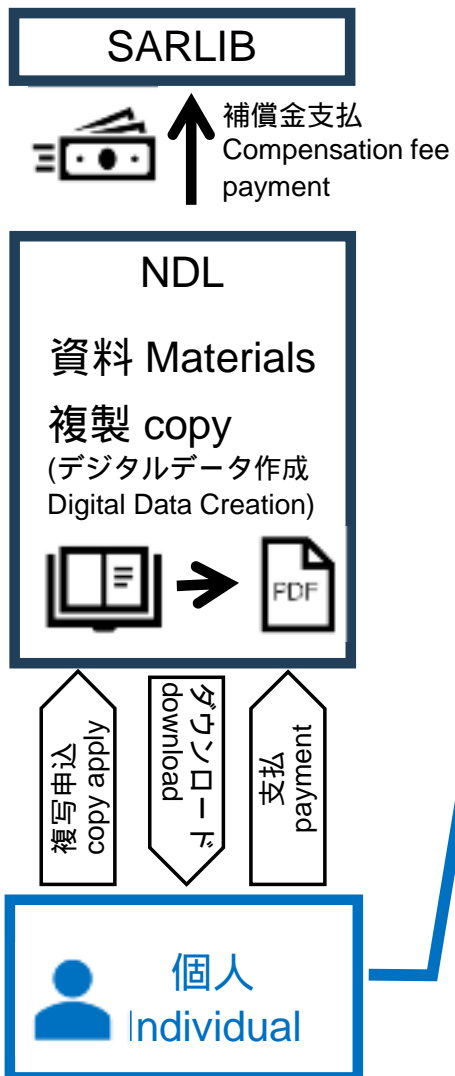 SARLIB
補償金支払
Compensation fee
payment
NDL
資料 Materials
複製 copy
(デジタルデータ作成
Digital Data Creation)
FDF
複写申込
copy apply
ダウンロード
download
支払
payment
個人
Individual